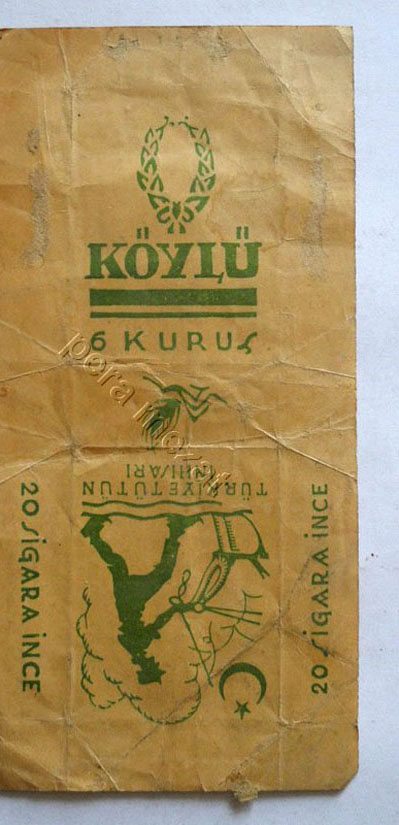 KÖYLÜ
6 KURUŞ
TÜRKİYE TÜTÜN
İNHİSARI
20 SİGARA İNCE
20 SİGARA İNCE